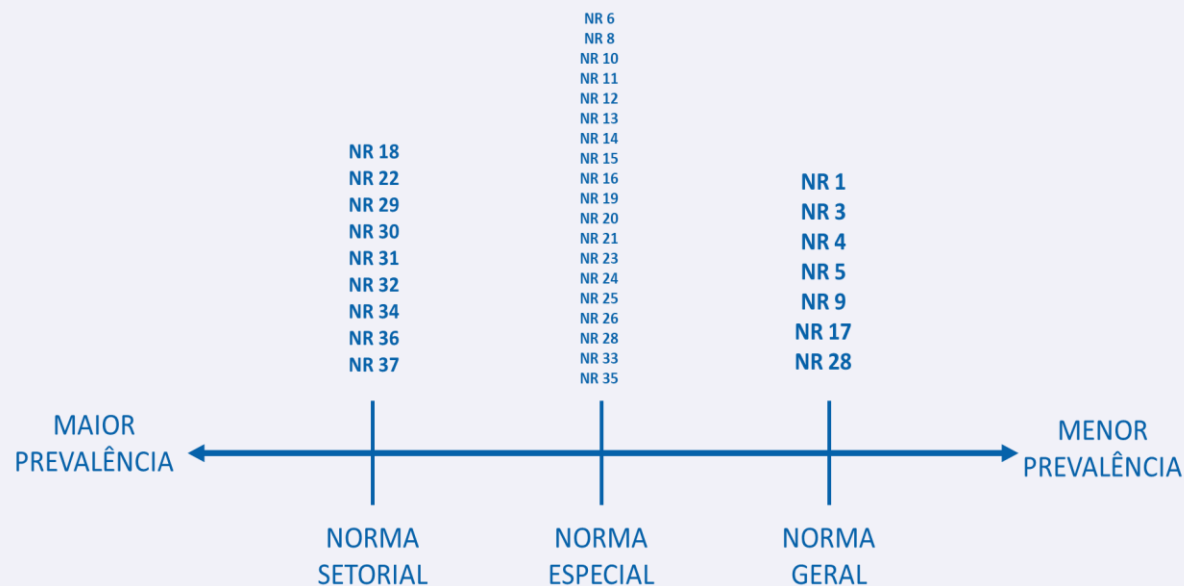 NR 6
NR 8
NR 10
NR 11
NR 12
NR 13
NR 14
NR 15
NR 16
NR 19
NR 20
NR 21
NR 23
NR 24
NR 25
NR 26
NR 28
NR 33
NR 35
NR 18
NR 22
NR 29
NR 30
NR 31
NR 32
NR 34
NR 36
NR 37
NR 1
NR 3
NR 4
NR 5
NR 9
NR 17
NR 28
MAIOR
PREVALÊNCIA
MENOR
PREVALÊNCIA
NORMA
SETORIAL
NORMA
ESPECIAL
NORMA
GERAL